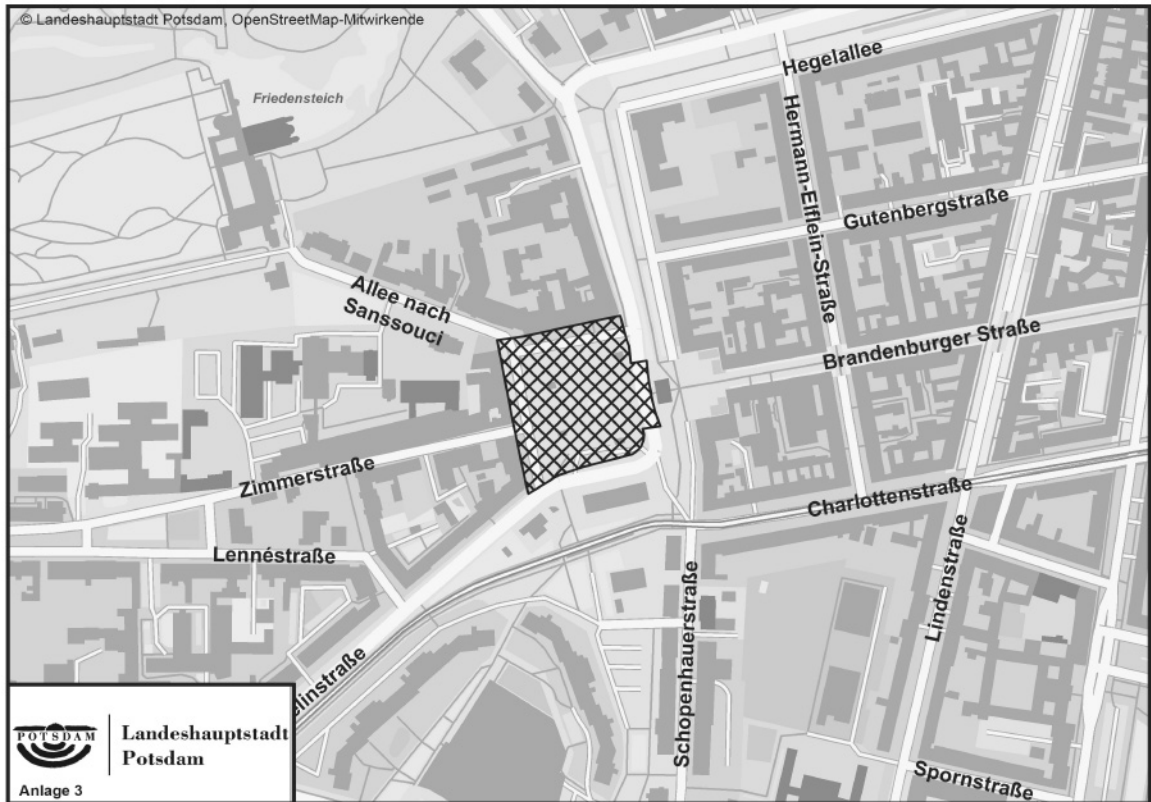 © Landeshauptstadt Potsdam, OpenStreetMap-Mitwirkende
Hegelallee
Friedensteich
Hermann-Elflein-Straße
Gutenbergstraße
Allee nach
Sanssouci
Brandenburger Straße
Zimmerstraße
Charlottenstraße
Lennéstraße
Lindenstraße
Schopenhauerstraße
elinstraße
POTSDAM
Landeshauptstadt
Potsdam
Spornstraße
Anlage 3